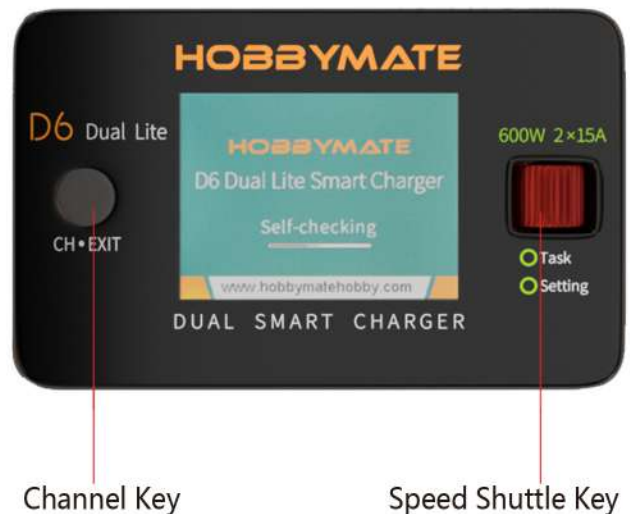 HOBBYMATE
D6 Dual Lite
CH•EXIT
HOBBYMATE
D6 Dual Lite Smart Charger
Self-checking
www.hobbymatehobby.com
600W 2×15A
Task
Setting
DUAL SMART CHARGER
Channel Key
Speed Shuttle Key